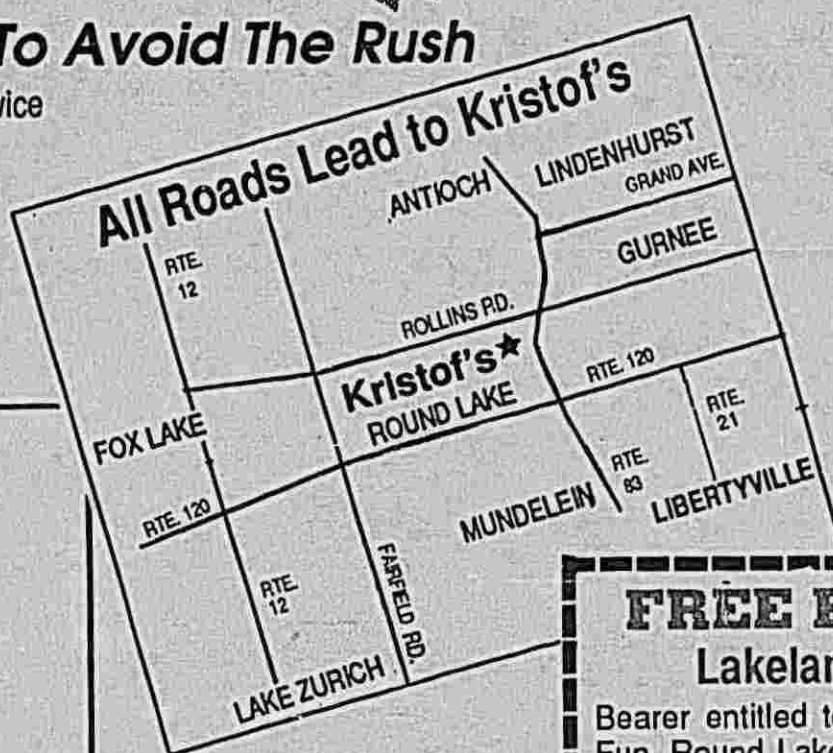 To Avoid The Rush
All Roads Lead to Kristof's
RTE.
12
ANTIOCH
LINDENHURST
GRAND AVE.
GURNEE
ROLLINS RD.
Kristof's★
ROUND LAKE
RTE. 120
FOX LAKE
RTE.
21
RTE.
83
RTE. 120
MUNDELEIN
LIBERTYVILLE
RTE.
12
FAIRFIELD RD.
LAKE ZURICH
FREE
Bearer entitled
Round Lake